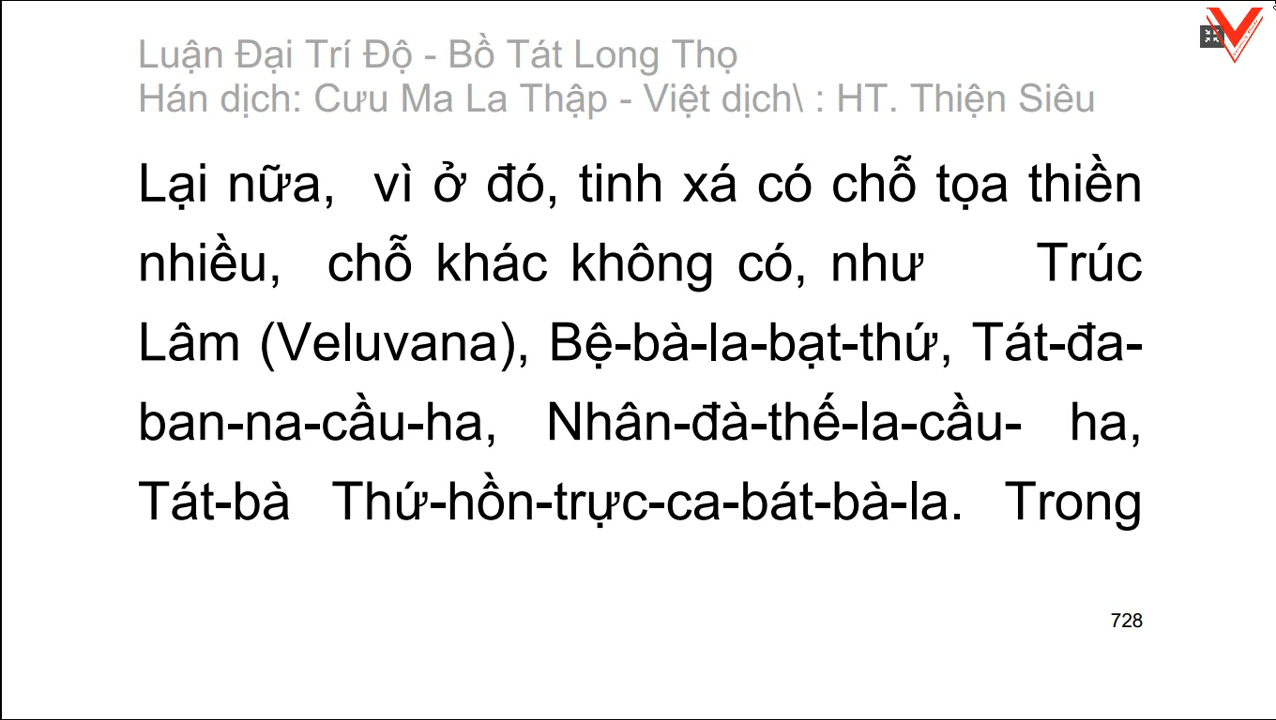 Luận Đại Trí Độ - Bồ Tát Long Thọ
Hán dịch: Cưu Ma La Thập - Việt dịch\ : HT. Thiện Siêu
Lại nữa, vì ở đó, tinh xá có chỗ tọa thiền
nhiều, chỗ khác không có, như Trúc
Lâm (Veluvana), Bệ-bà-la-bạt-thứ, Tát-đa-
ban-na-cầu-ha, Nhân-đà-thế-la-cầu- ha,
Tát-bà Thứ-hồn-trực-ca-bát-bà-la. Trong
728